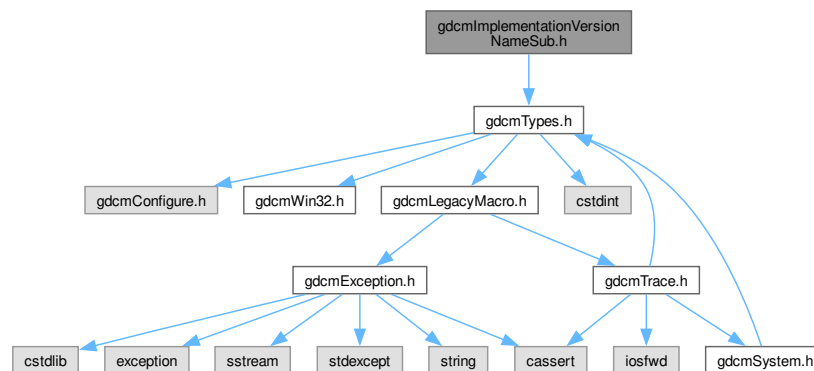 gdcmImplementationVersion
NameSub.h
gdcmTypes.h
gdcmConfigure.h
gdcmWin32.h
gdcmLegacyMacro.h
cstdint
gdcmException.h
gdcmTrace.h
cstdlib
exception
sstream
stdexcept
string
cassert
iosfwd
gdcmSystem.h